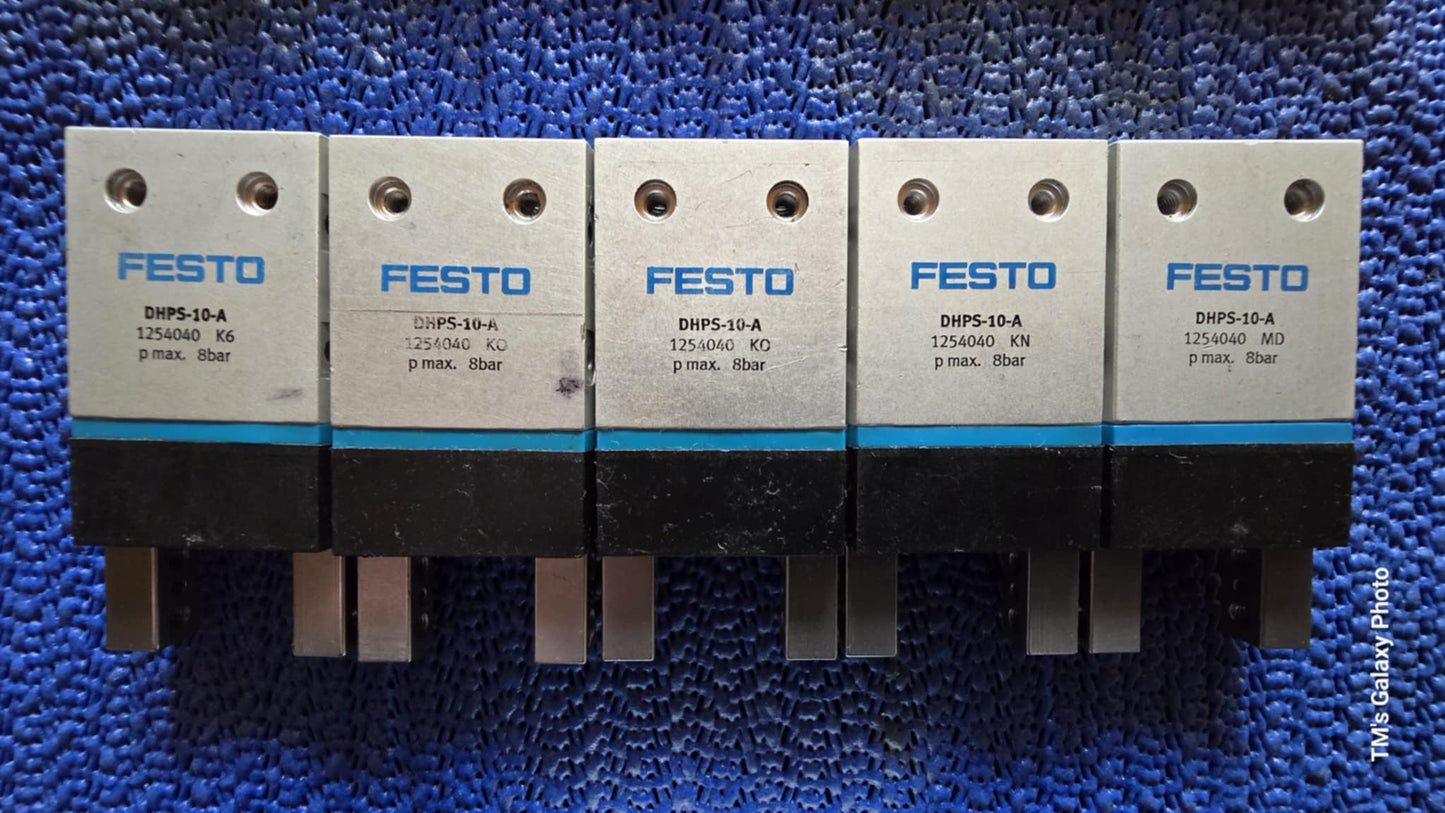 FESTO
DHPS-10-A
1254040 K6
p max. 8bar
FESTO
DHPS-10-A
1254040 KO
p max. 8bar
FESTO
DHPS-10-A
1254040 KO
p max. 8bar
FESTO
DHPS-10-A
1254040 KN
p max. 8bar
FESTO
DHPS-10-A
1254040 MD
p max. 8bar
TM's Galaxy Photo